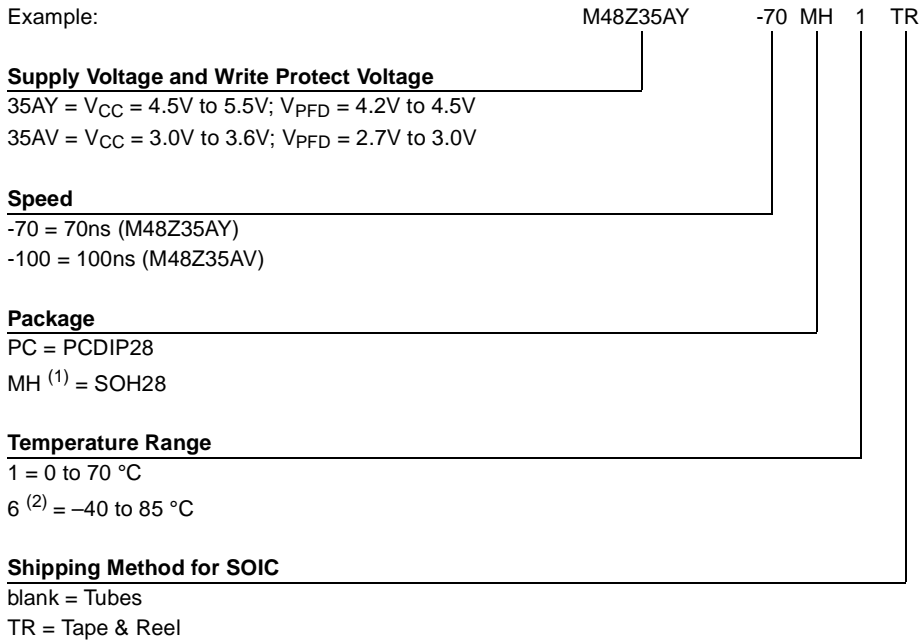 Example: M48Z35AY -70 MH 1 TR
Supply Voltage and Write Protect Voltage
35AY = VCC = 4.5V to 5.5V; VPFD = 4.2V to 4.5V
35AV = VCC = 3.0V to 3.6V; VPFD = 2.7V to 3.0V
Speed
-70 = 70ns (M48Z35AY)
-100 = 100ns (M48Z35AV)
Package
PC = PCDIP28
MH (1) = SOH28
Temperature Range
1 = 0 to 70 °C
6 (2) = –40 to 85 °C
Shipping Method for SOIC
blank = Tubes
TR = Tape & Reel